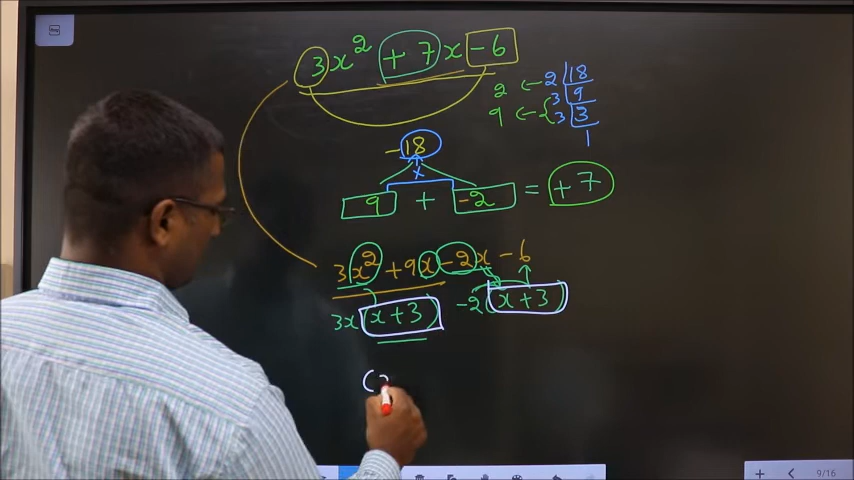 3x² + 7x - 6
2 ← 2 | 18
9 ← { 3 | 9
3 | 3
1
- 18
x
9 + -2 = + 7
3x² + 9x - 2x - 6
3x (x + 3) -2 (x + 3)
(
9/16